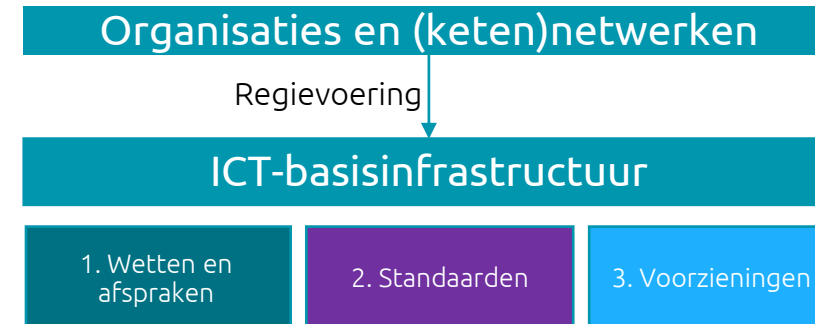 Organisaties en (keten)netwerken
Regievoering
ICT-basisinfrastructuur
1. Wetten en
afspraken
2. Standaarden
3. Voorzieningen